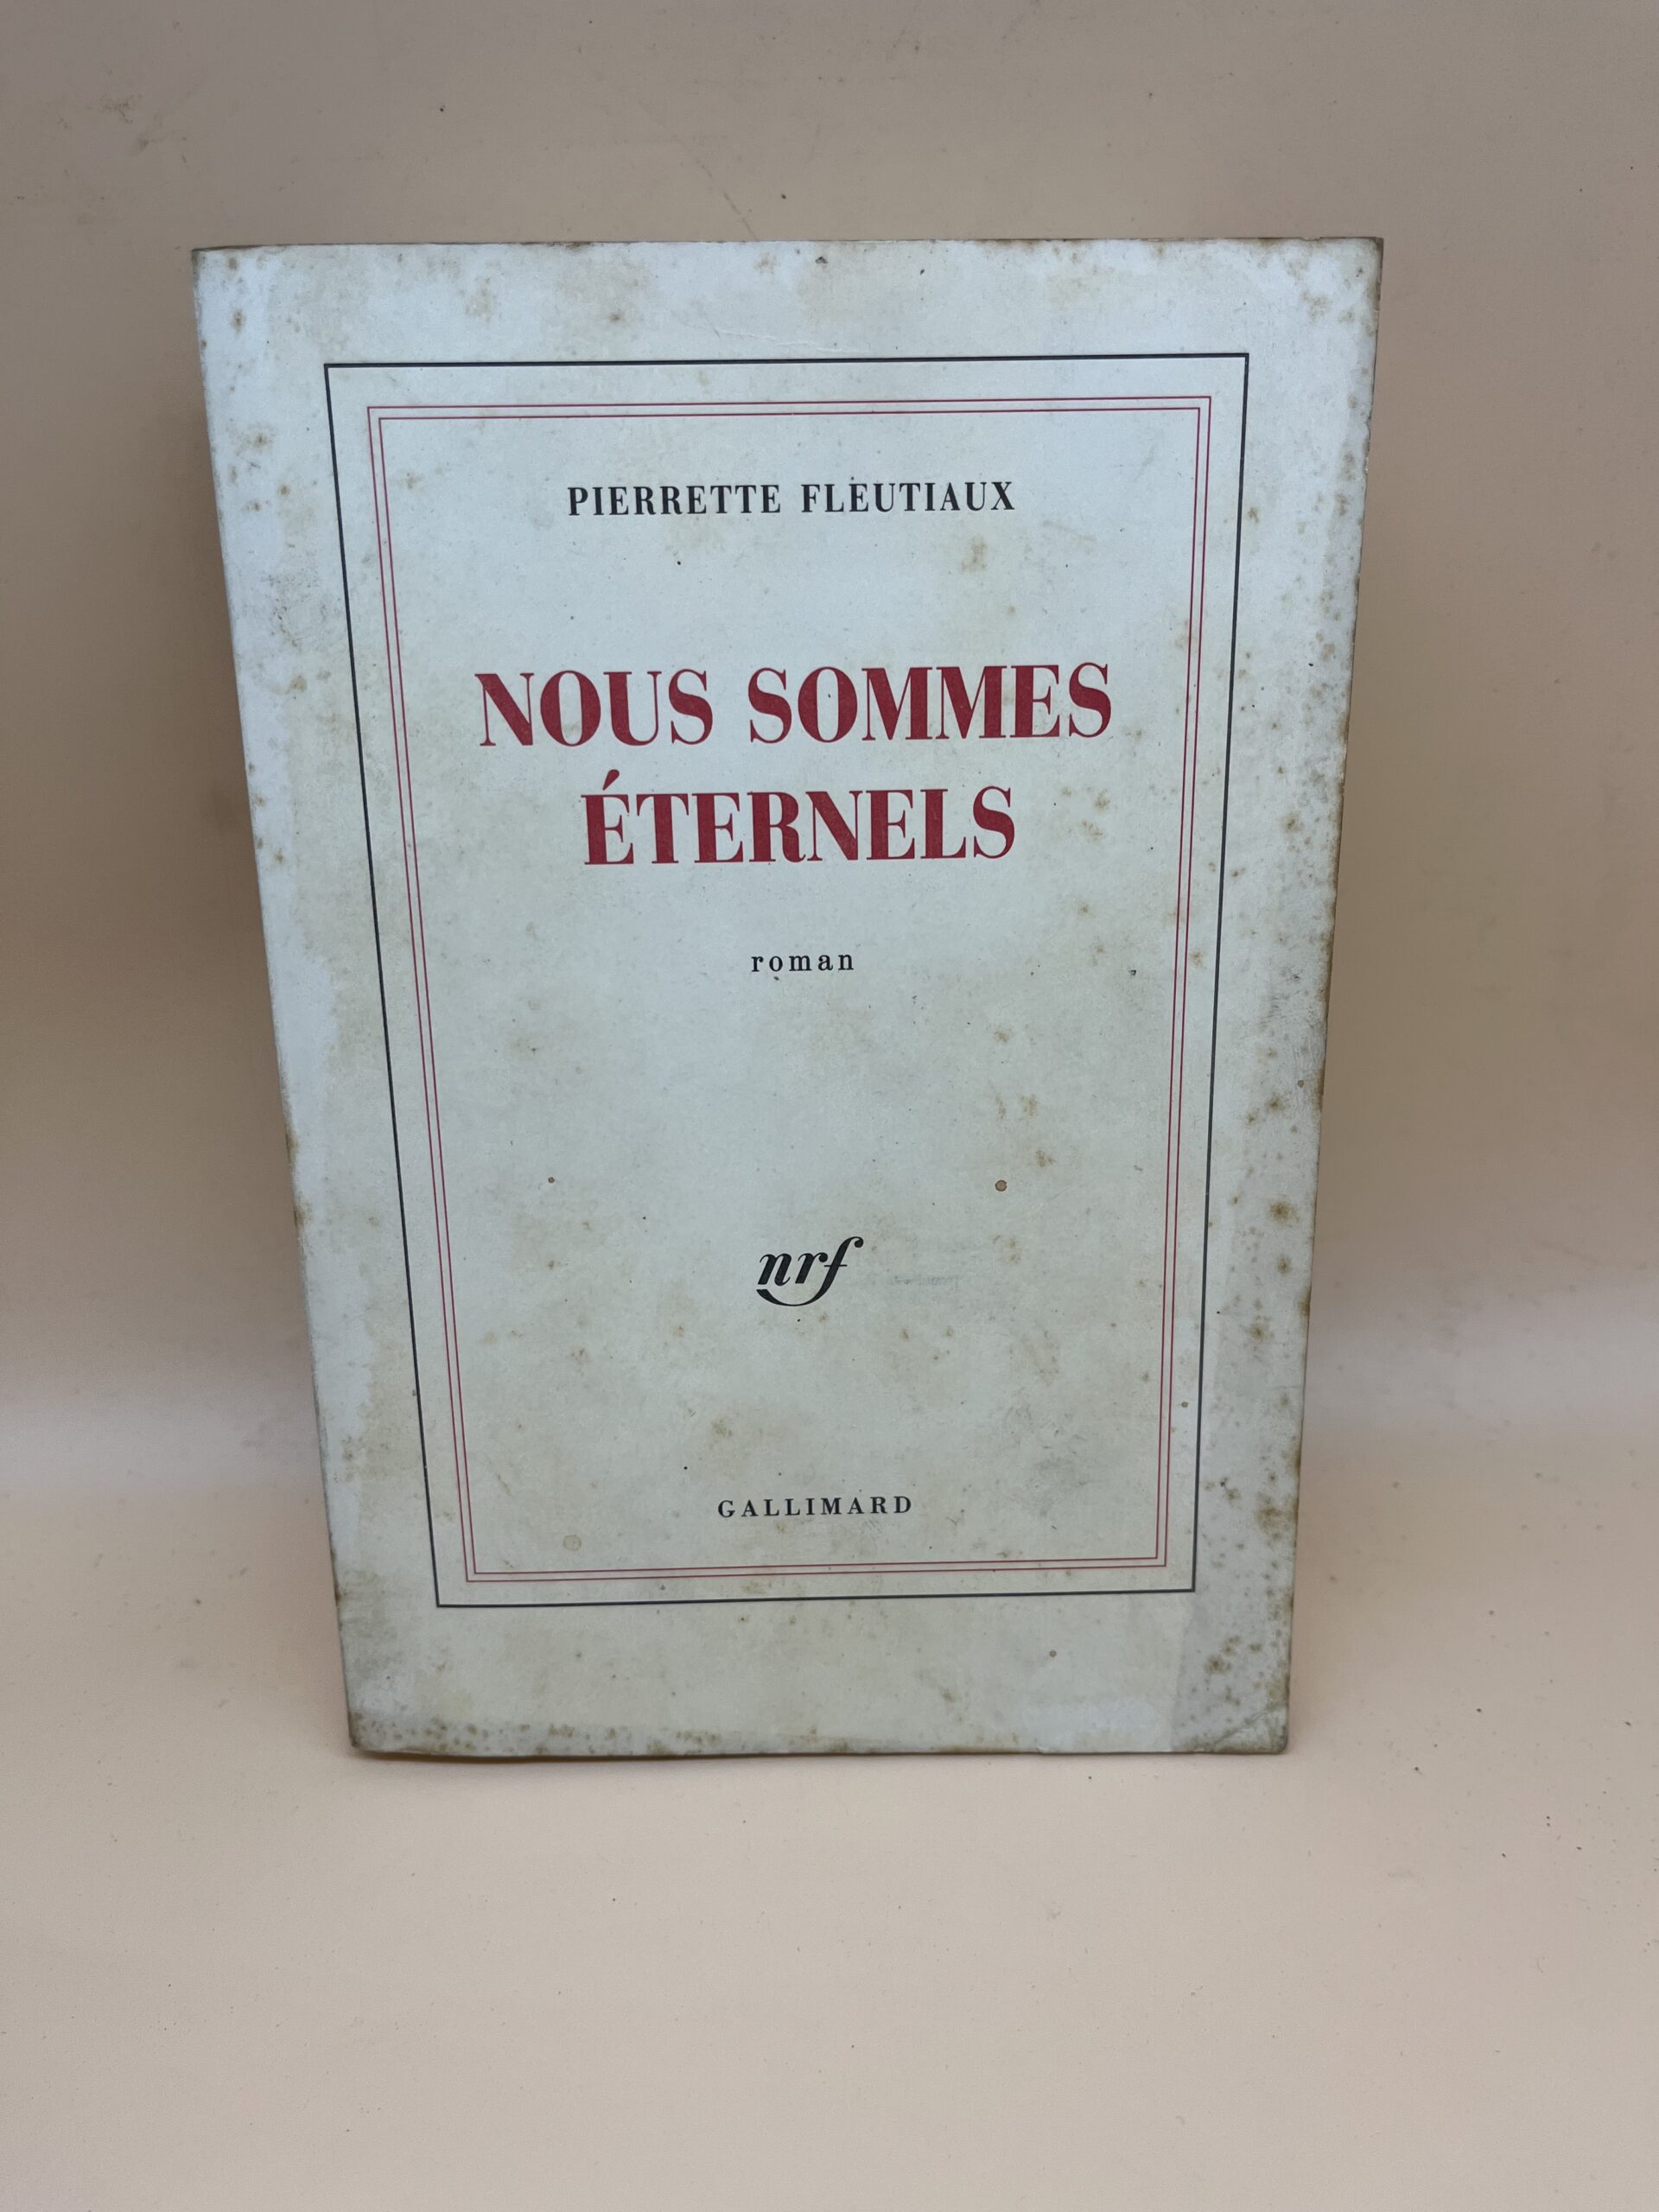 PIERRETTE FLEUTIAUX
NOUS SOMMES
ÉTERNELS
roman
nrf
GALLIMARD